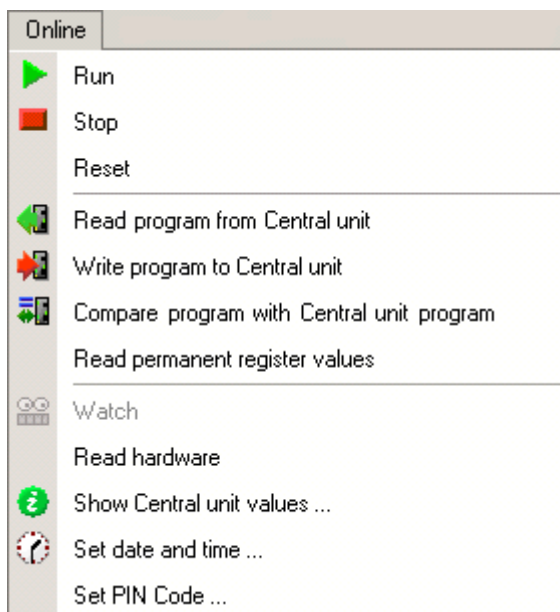 Online
Run
Stop
Reset
Read program from Central unit
Write program to Central unit
Compare program with Central unit program
Read permanent register values
Watch
Read hardware
Show Central unit values ...
Set date and time ...
Set PIN Code ...